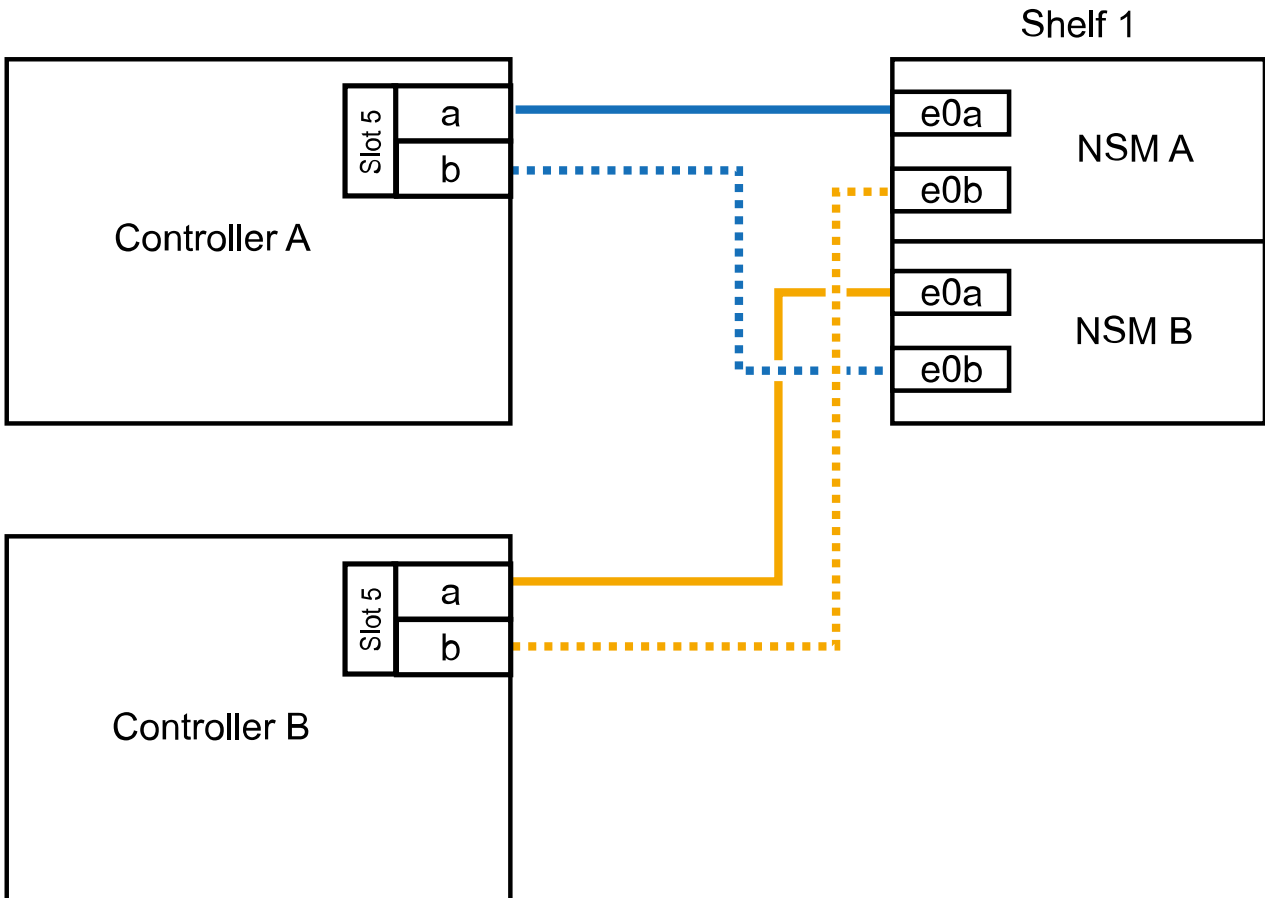 Shelf 1
Slot 5
a
b
Controller A
e0a
e0b
NSM A
e0a
e0b
NSM B
Slot 5
a
b
Controller B